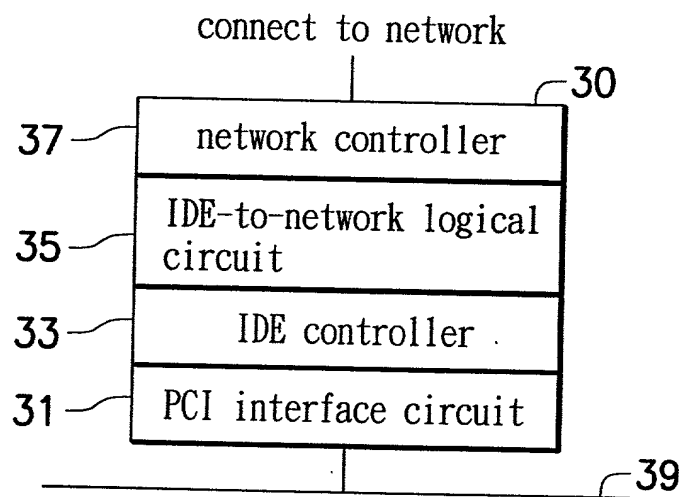 connect to network
30
37
network controller
35
IDE-to-network logical
circuit
33
IDE controller
31
PCI interface circuit
39